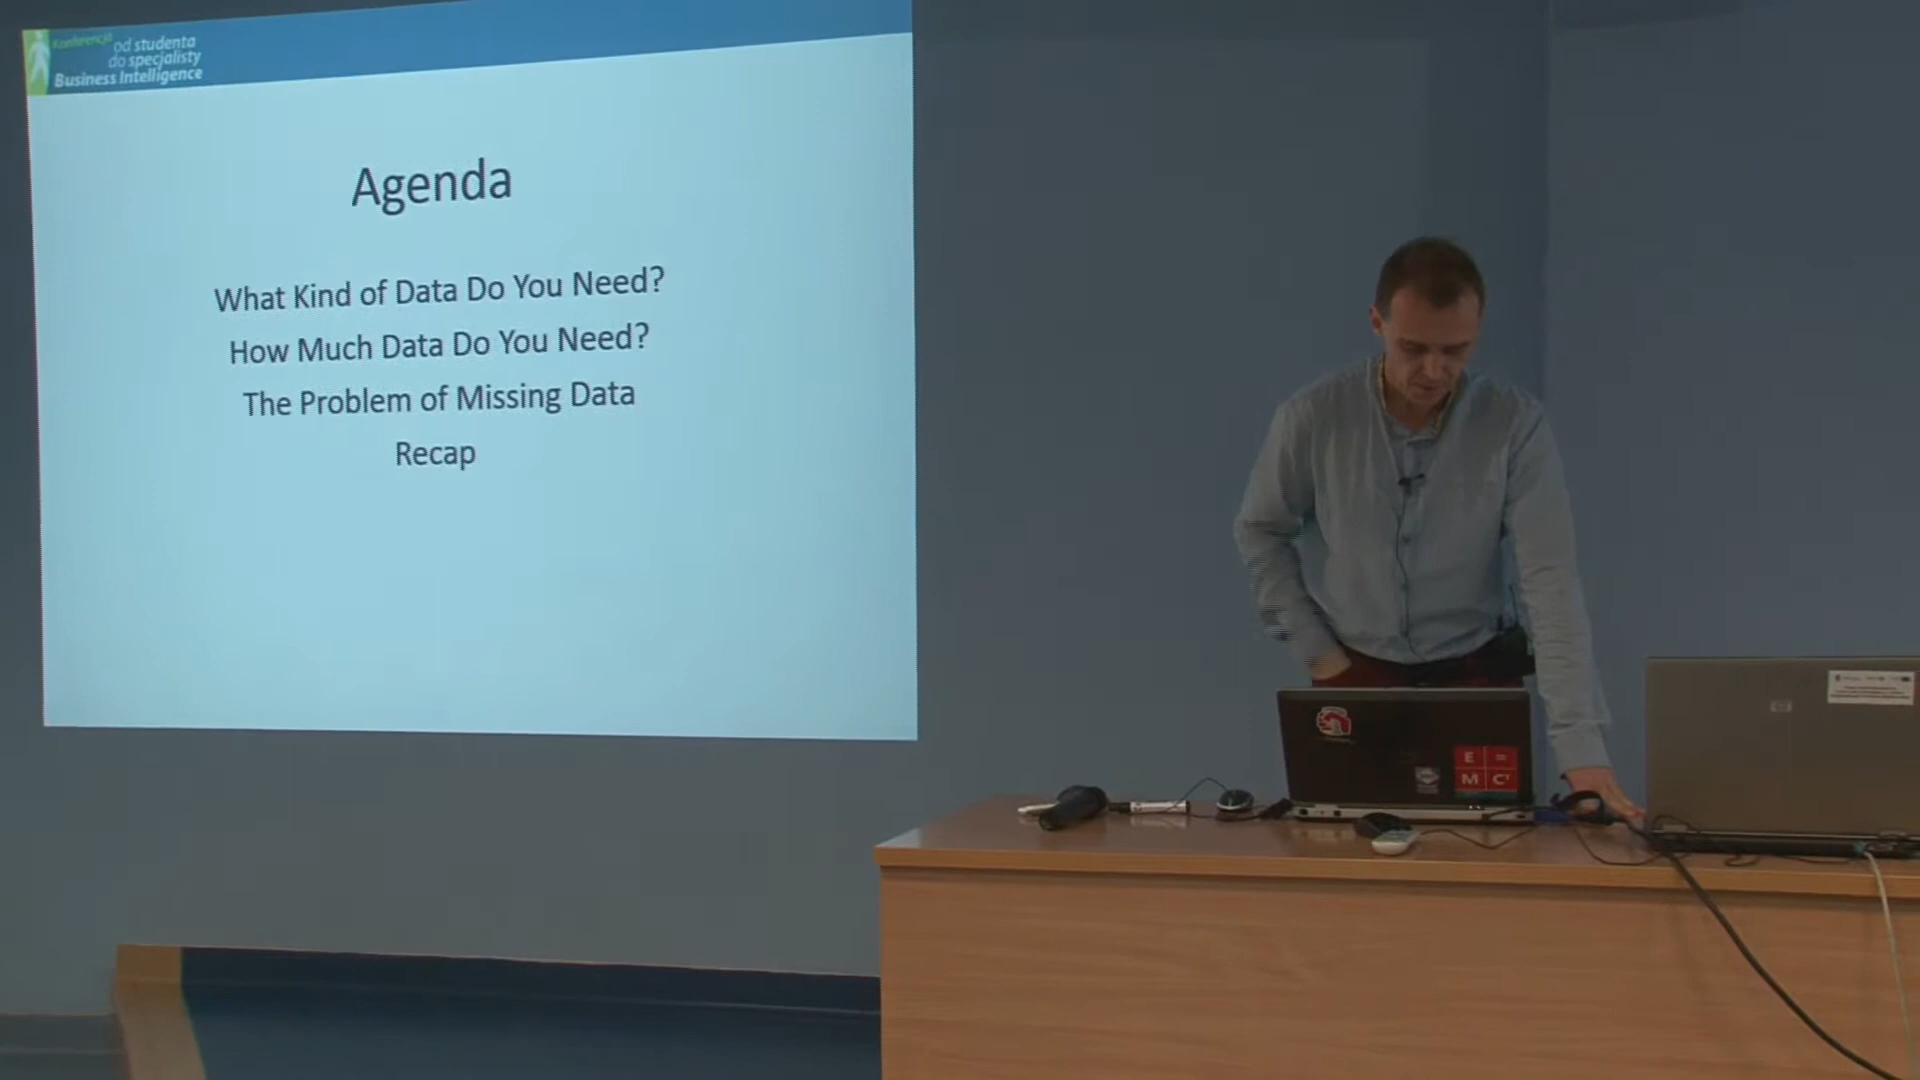 Konferencja
od studenta
do specjalisty
Business Intelligence
Agenda
What Kind of Data Do You Need?
How Much Data Do You Need?
The Problem of Missing Data
Recap
E =
M C
hp